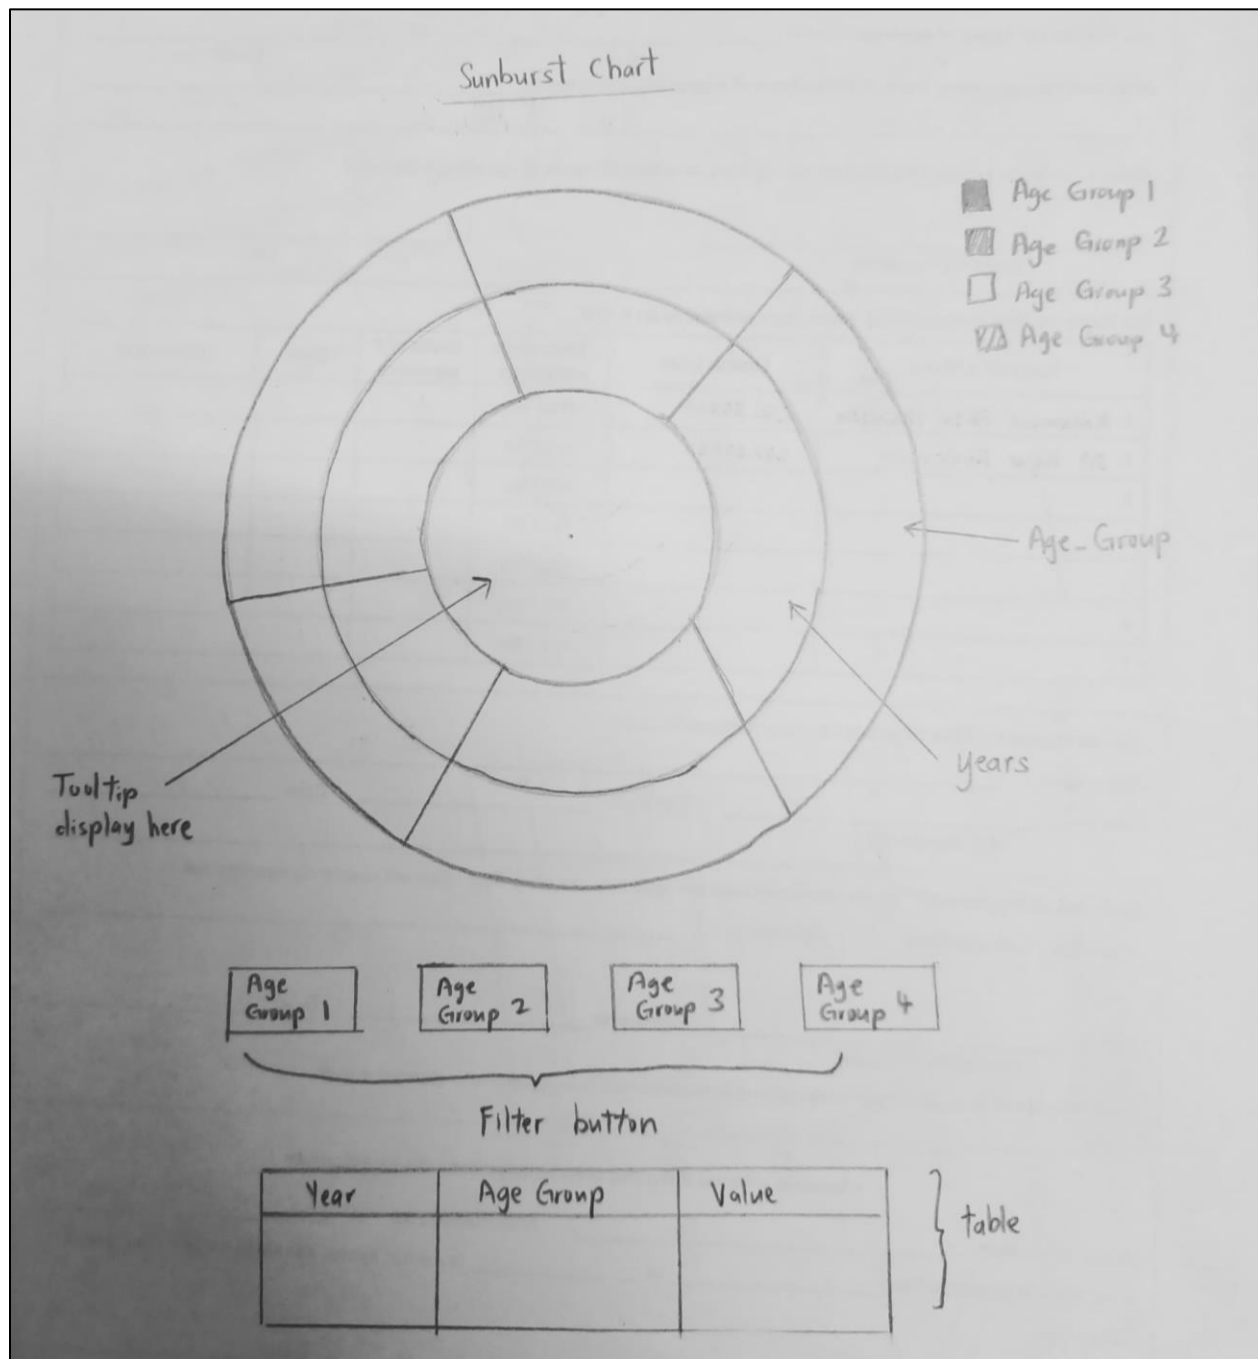 Sunburst Chart
Age Group 1
Age Group 2
Age Group 3
Age Group 4
Age_Group
years
Tooltip
display here
Age
Group 1
Age
Group 2
Age
Group 3
Age
Group 4
Filter button
Year
Age Group
Value
table